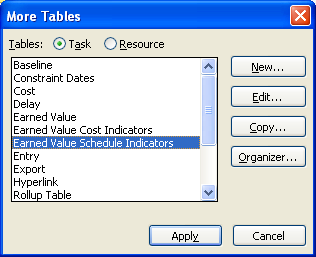 More Tables
Tables: Task Resource
Baseline
Constraint Dates
Cost
Delay
Earned Value
Earned Value Cost Indicators
Earned Value Schedule Indicators
Entry
Export
Hyperlink
Rollup Table
New...
Edit...
Copy...
Organizer...
Apply Cancel